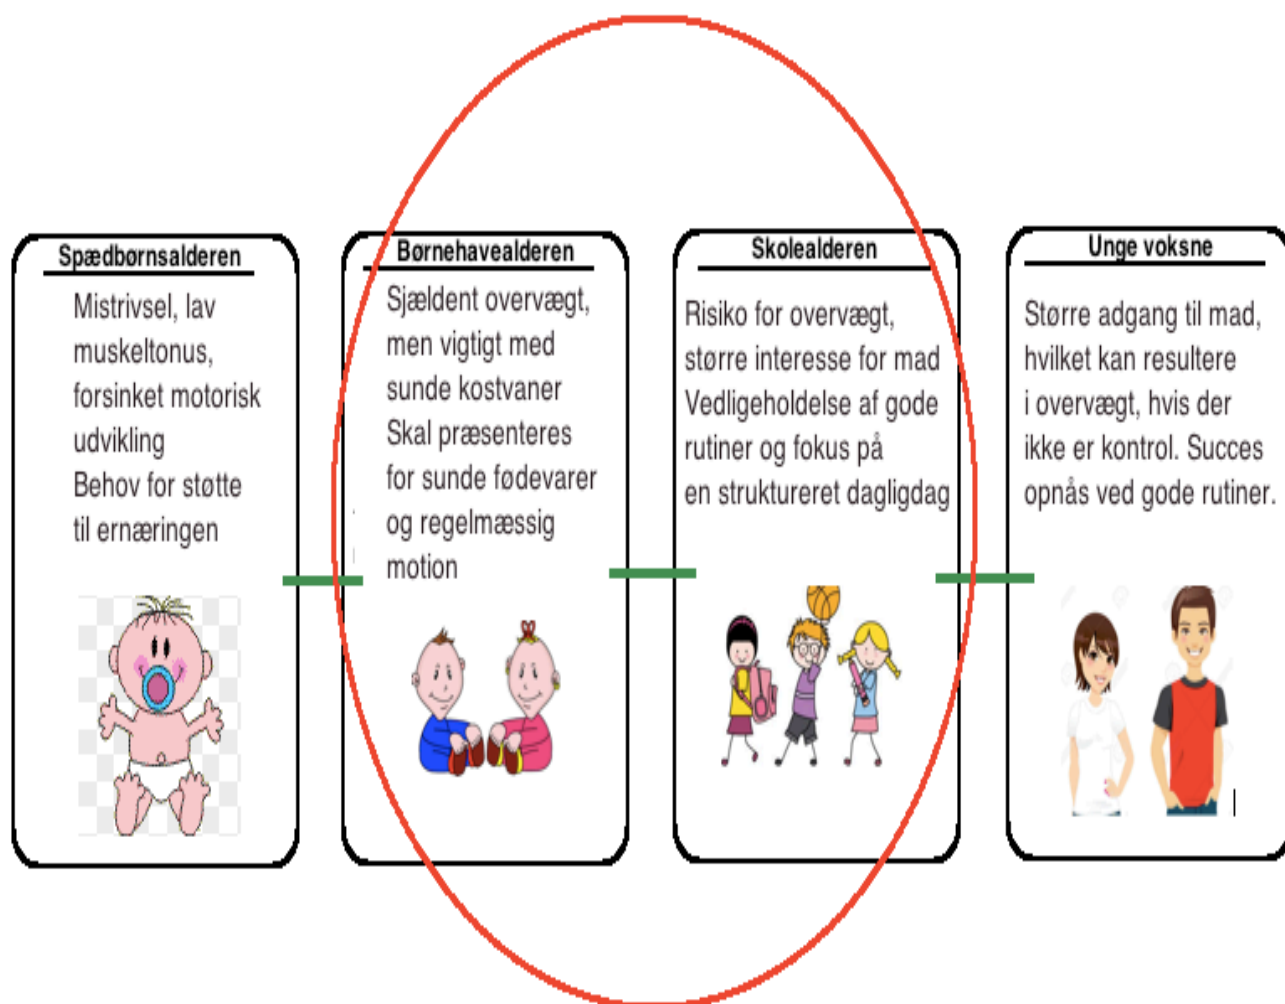 Spædbørnsalderen
Mistrivsel, lav
muskeltonus,
forsinket motorisk
udvikling
Behov for støtte
til ernæringen
Børnehavealderen
Sjældent overvægt,
men vigtigt med
sunde kostvaner
Skal præsenteres
for sunde fødevarer
og regelmæssig
motion
Skolealderen
Risiko for overvægt,
større interesse for mad
Vedligeholdelse af gode
rutiner og fokus på
en struktureret dagligdag
Unge voksne
Større adgang til mad,
hvilket kan resultere
i overvægt, hvis der
ikke er kontrol. Succes
opnås ved gode rutiner.